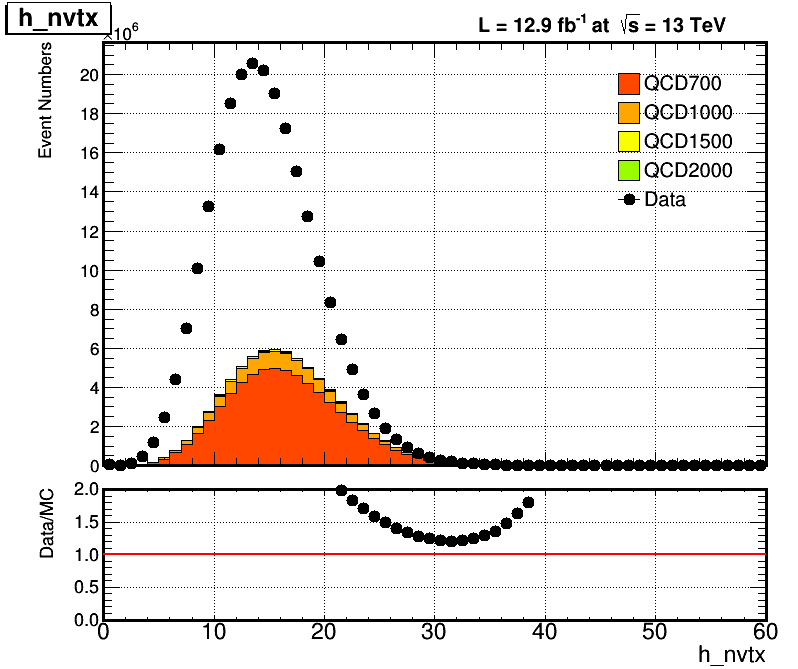 h_nvtx
×10^6
L = 12.9 fb^-1 at √s = 13 TeV
Event Numbers
20
18
16
14
12
10
8
6
4
2
0
QCD700
QCD1000
QCD1500
QCD2000
Data
Data/MC
2.0
1.5
1.0
0.5
0.0
0 10 20 30 40 50 60
h_nvtx